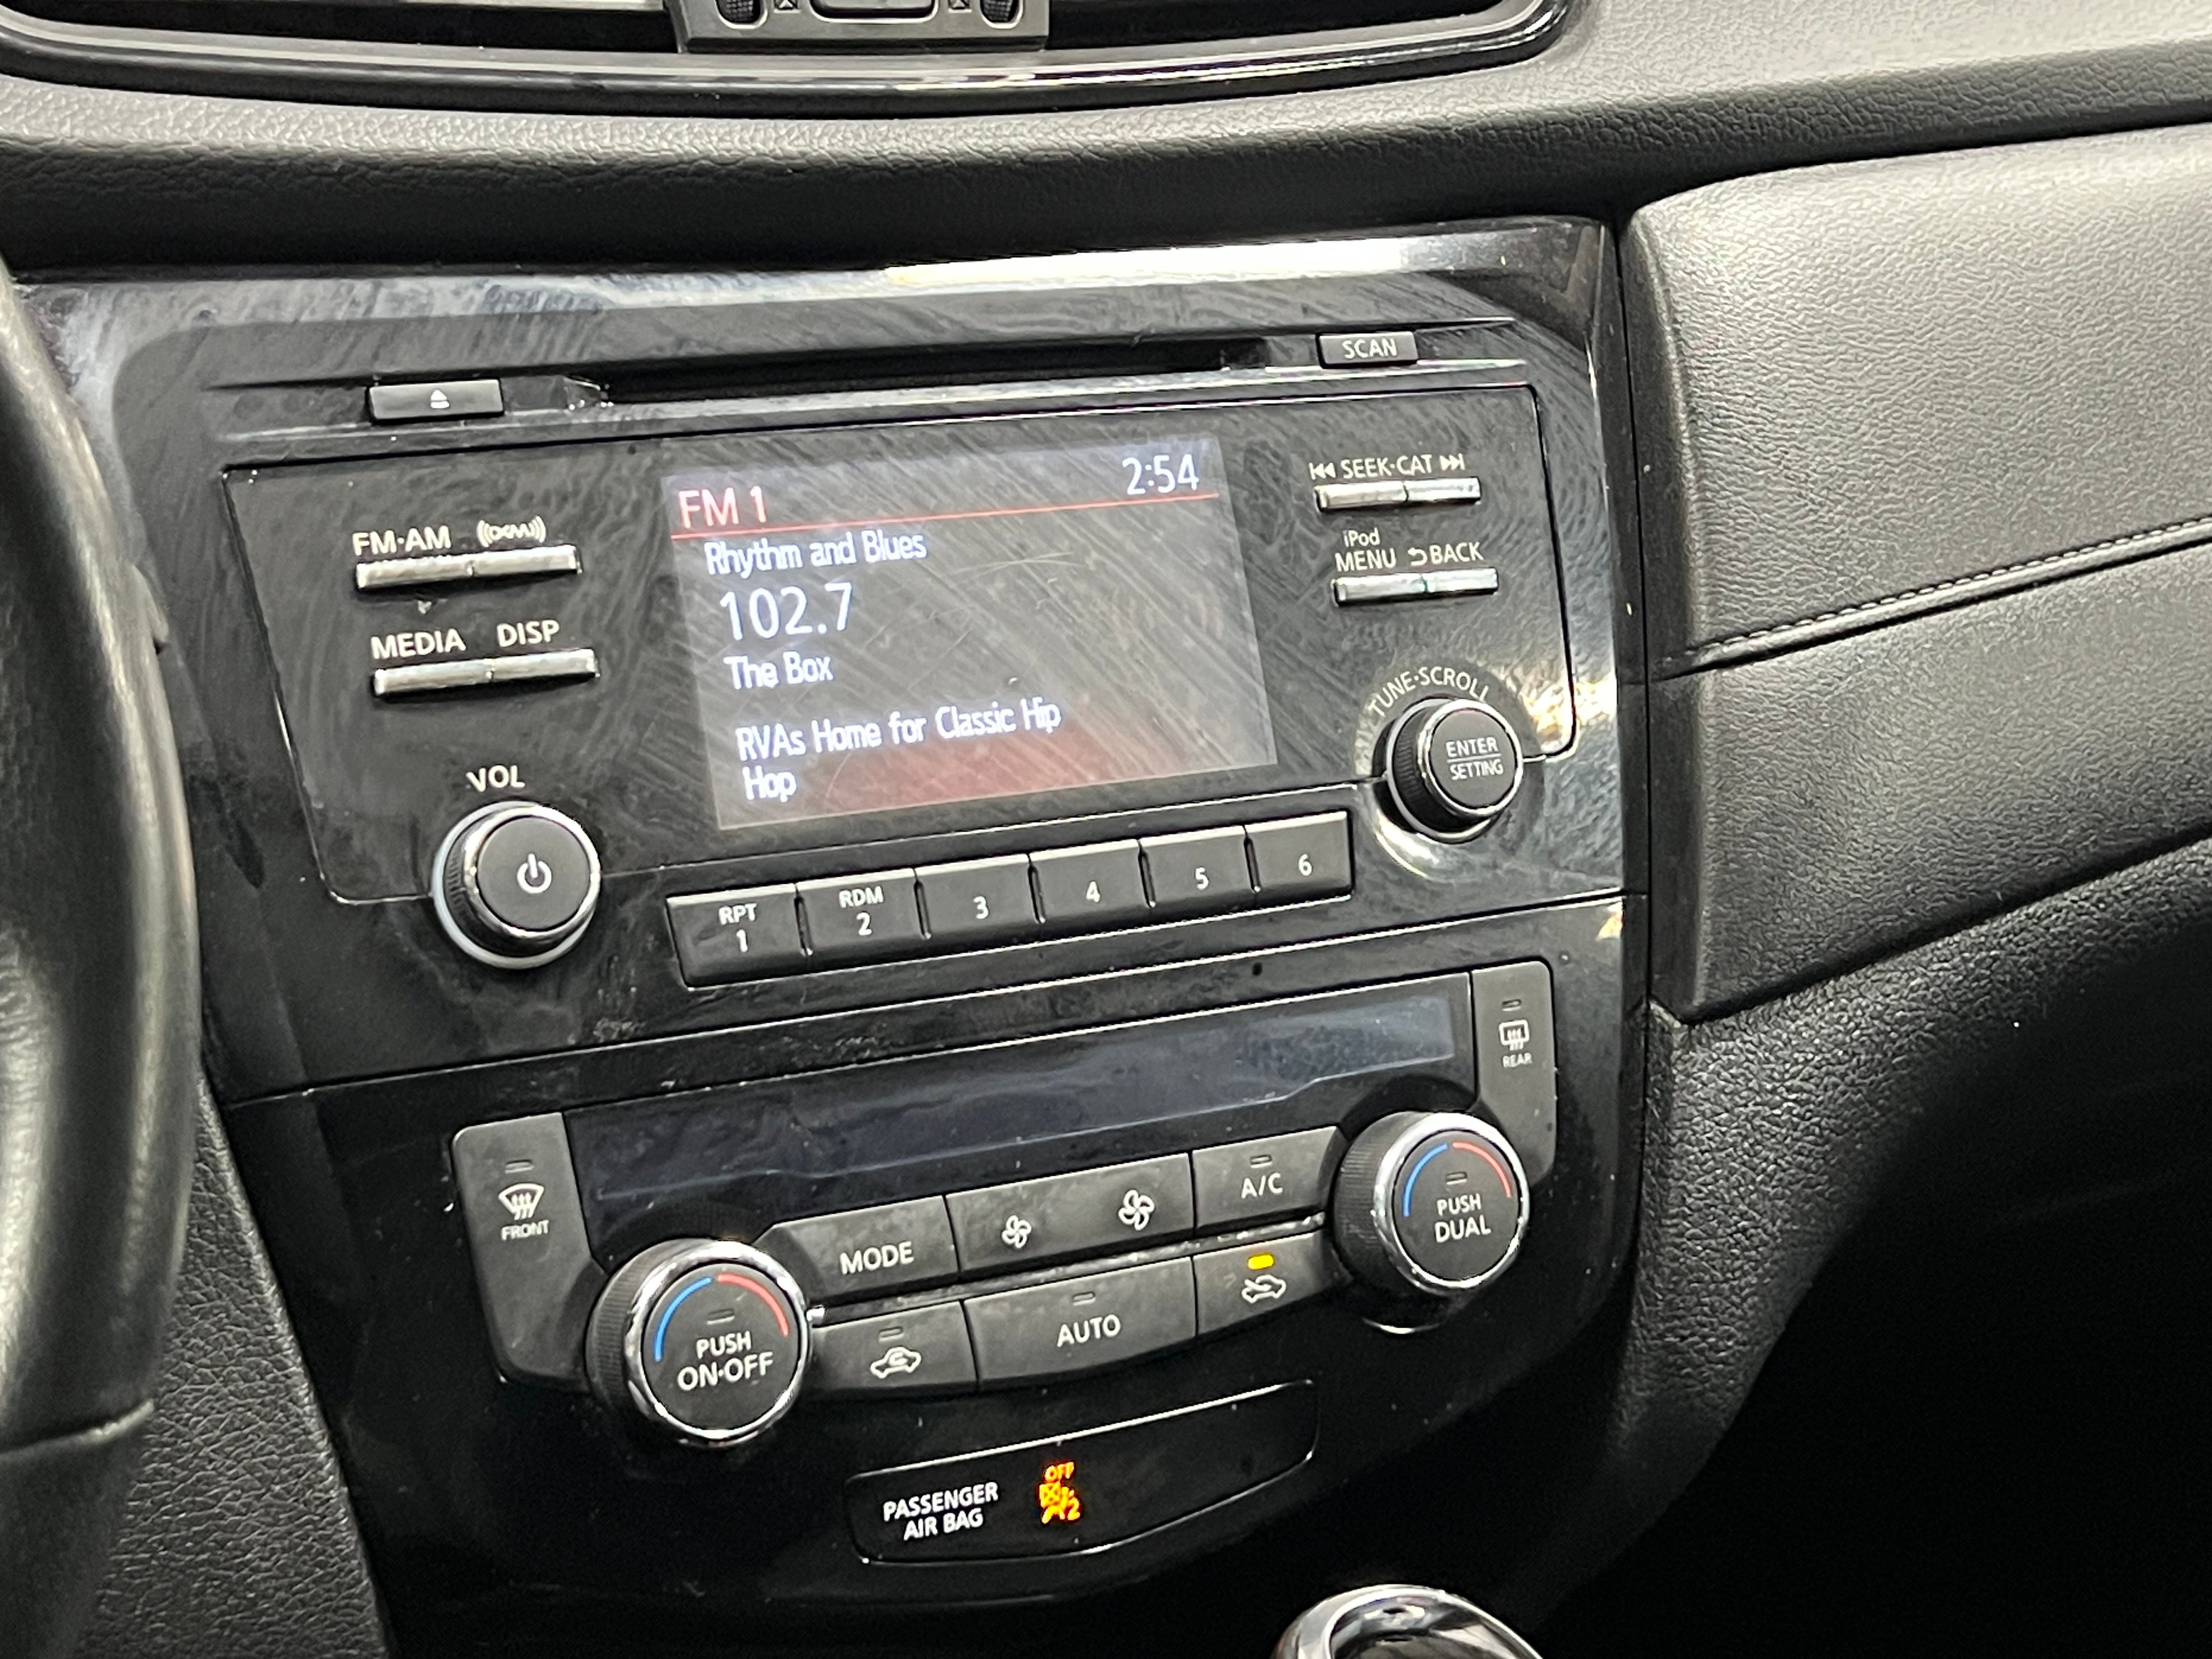 SCAN
FM 1 2:54
Rhythm and Blues
102.7
The Box
RVAs Home for Classic Hip
Hop
FM·AM (((XM)))
MEDIA DISP
VOL
SEEK·CAT
iPod
MENU BACK
TUNE·SCROLL
ENTER
SETTING
RPT
1
RDM
2
3
4
5
6
REAR
FRONT
MODE
A/C
PUSH
DUAL
PUSH
ON·OFF
AUTO
PASSENGER
AIR BAG
OFF
2